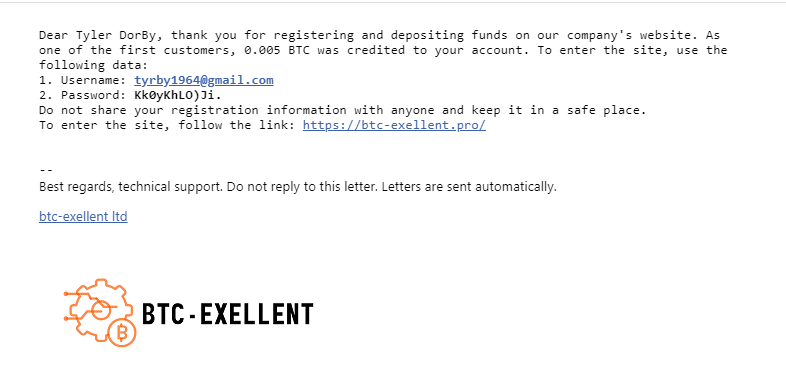 Dear Tyler DorBy, thank you for registering and depositing funds on our company's website. As
one of the first customers, 0.005 BTC was credited to your account. To enter the site, use the
following data:
1. Username: tyrby1964@gmail.com
2. Password: Kk0yKhLO)Ji.
Do not share your registration information with anyone and keep it in a safe place.
To enter the site, follow the link: https://btc-exellent.pro/
--
Best regards, technical support. Do not reply to this letter. Letters are sent automatically.
btc-exellent ltd
BTC-EXELLENT